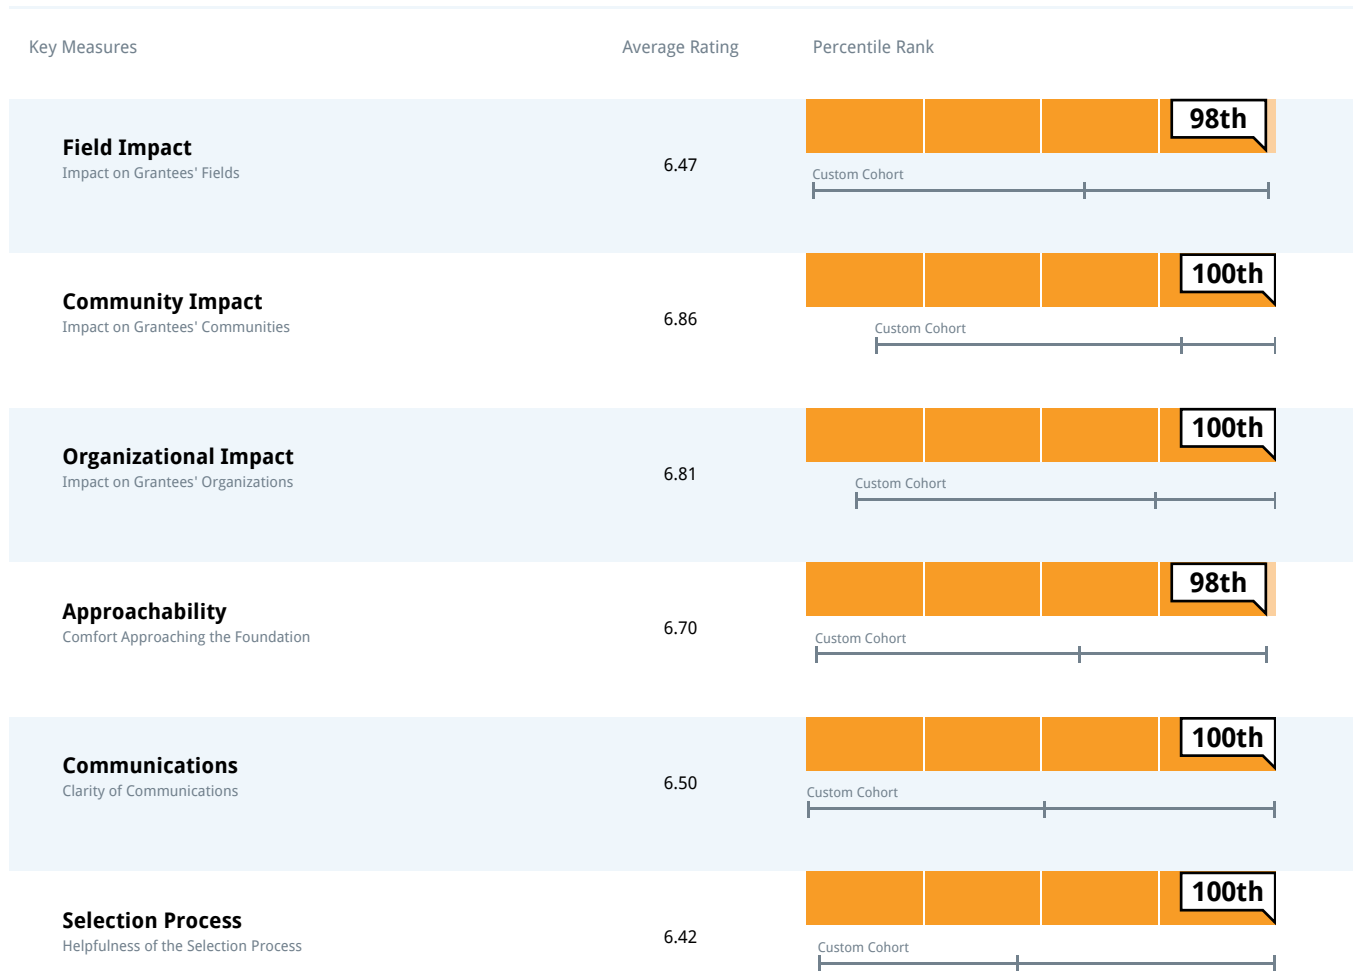 Key Measures Average Rating Percentile Rank
98th
Field Impact
Impact on Grantees' Fields
6.47
Custom Cohort
100th
Community Impact
Impact on Grantees' Communities
6.86
Custom Cohort
100th
Organizational Impact
Impact on Grantees' Organizations
6.81
Custom Cohort
98th
Approachability
Comfort Approaching the Foundation
6.70
Custom Cohort
100th
Communications
Clarity of Communications
6.50
Custom Cohort
100th
Selection Process
Helpfulness of the Selection Process
6.42
Custom Cohort